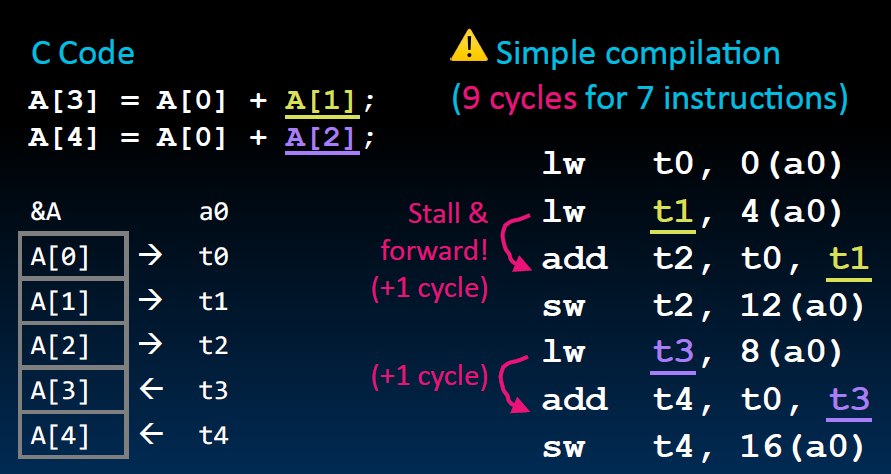 C Code
A[3] = A[0] + A[1];
A[4] = A[0] + A[2];
&A a0
A[0] → t0
A[1] → t1
A[2] → t2
A[3] ← t3
A[4] ← t4
⚠ Simple compilation
(9 cycles for 7 instructions)
Stall &
forward!
(+1 cycle)
(+1 cycle)
lw t0, 0(a0)
lw t1, 4(a0)
add t2, t0, t1
sw t2, 12(a0)
lw t3, 8(a0)
add t4, t0, t3
sw t4, 16(a0)